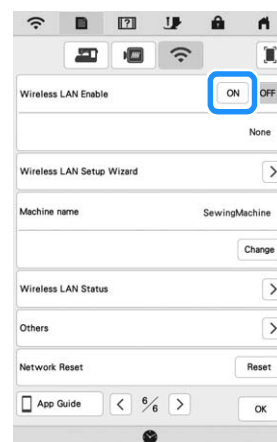 Wireless LAN Enable ON OFF
None
Wireless LAN Setup Wizard >
Machine name SewingMachine
Change
Wireless LAN Status >
Others >
Network Reset Reset
App Guide < 6/6 > OK